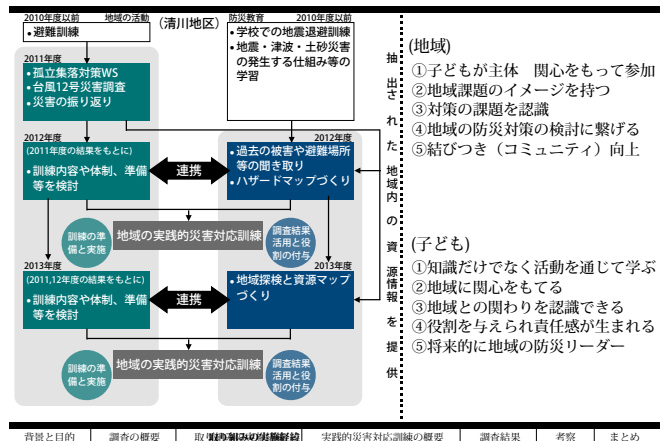 2010年度以前 地域の活動
• 避難訓練
(清川地区)
防災教育 2010年度以前
• 学校での地震退避訓練
• 地震・津波・土砂災害
の発生する仕組み等の
学習
2011年度
• 孤立集落対策WS
• 台風12号災害調査
• 災害の振り返り
2012年度
(2011年度の結果をもとに)
• 訓練内容や体制、準備
等を検討
連携
2012年度
• 過去の被害や避難場所
等の聞き取り
• ハザードマップづくり
訓練の準
備と実施
地域の実践的災害対応訓練
調査結果
活用と役
割の付与
2013年度
(2011,12年度の結果をもとに)
• 訓練内容や体制、準備
等を検討
連携
2013年度
• 地域探検と資源マップ
づくり
訓練の準
備と実施
地域の実践的災害対応訓練
調査結果
活用と役
割の付与
抽出された地域内の資源情報を提供
(地域)
①子どもが主体 関心をもって参加
②地域課題のイメージを持つ
③対策の課題を認識
④地域の防災対策の検討に繋げる
⑤結びつき（コミュニティ）向上
(子ども)
①知識だけでなく活動を通じて学ぶ
②地域に関心をもてる
③地域との関わりを認識できる
④役割を与えられ責任感が生まれる
⑤将来的に地域の防災リーダー
背景と目的 調査の概要 取り組みの実施経緯 実践的災害対応訓練の概要 調査結果 考察 まとめ